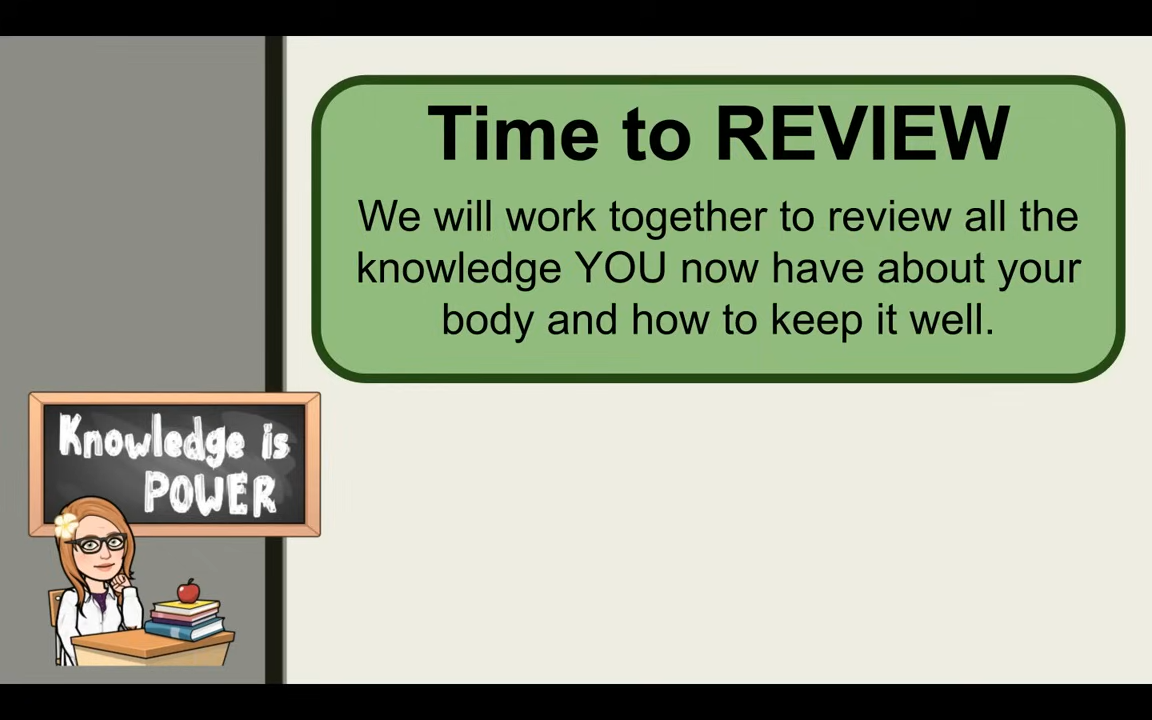 Time to REVIEW
We will work together to review all the
knowledge YOU now have about your
body and how to keep it well.
Knowledge is
POWER